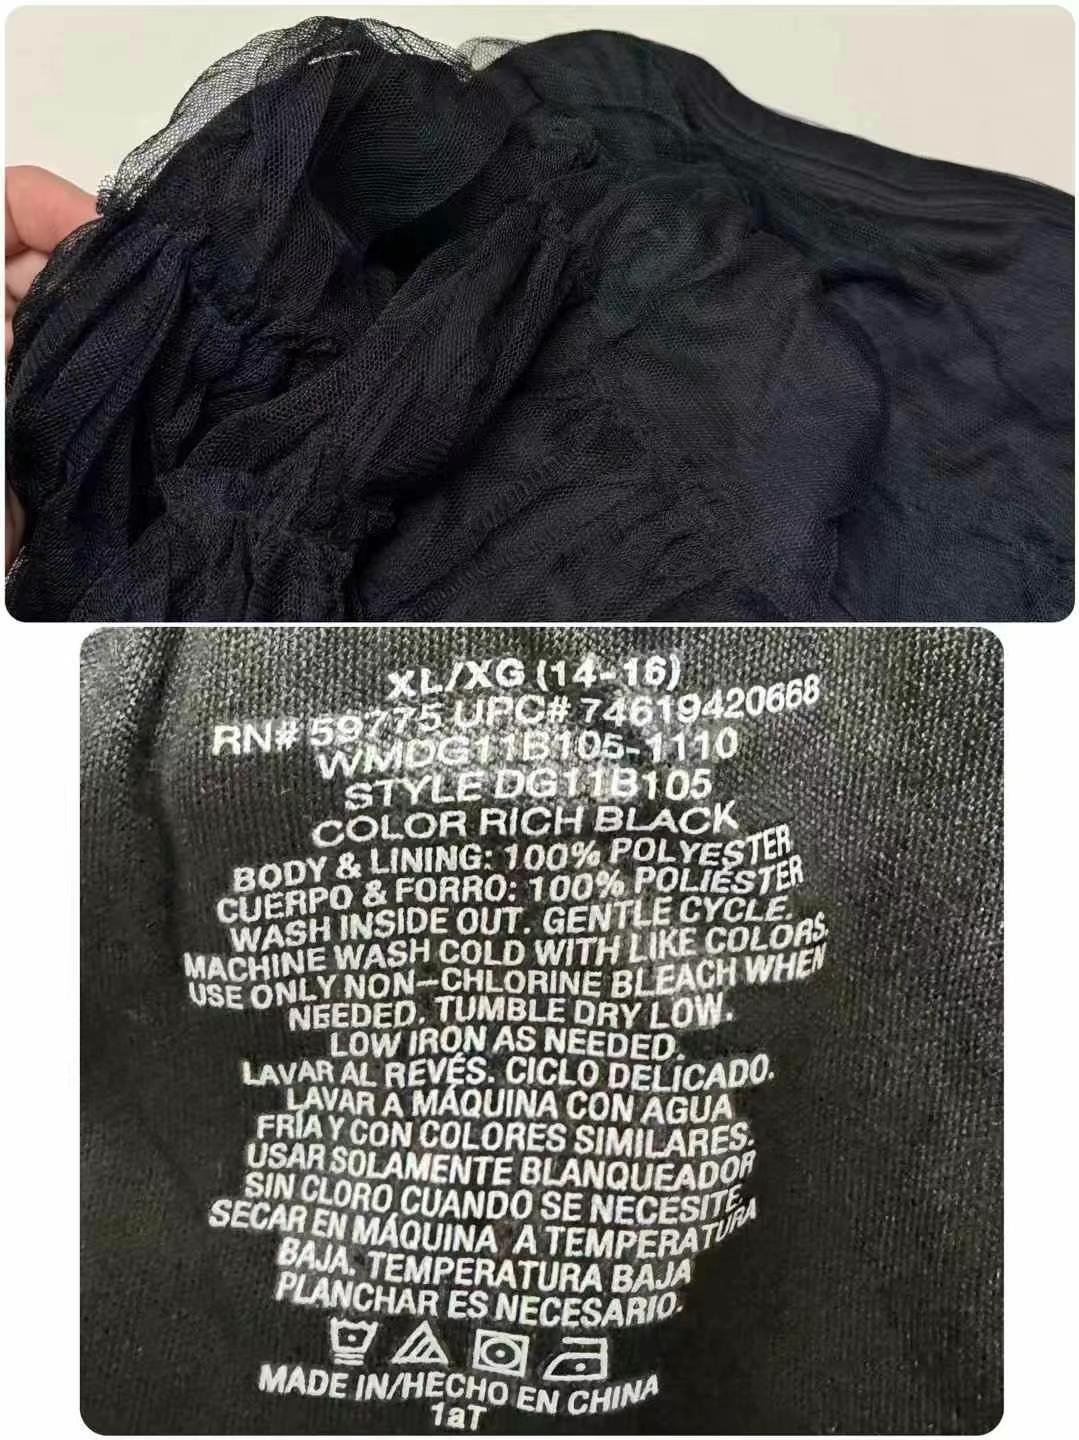 XL/XG (14-16)
RN# 59775 UPC# 74619420668
WMDG11B105-1110
STYLE DG11B105
COLOR RICH BLACK
BODY & LINING: 100% POLYESTER
CUERPO & FORRO: 100% POLIÉSTER
WASH INSIDE OUT. GENTLE CYCLE.
MACHINE WASH COLD WITH LIKE COLORS.
USE ONLY NON-CHLORINE BLEACH WHEN
NEEDED. TUMBLE DRY LOW.
LOW IRON AS NEEDED.
LAVAR AL REVÉS. CICLO DELICADO.
LAVAR A MÁQUINA CON AGUA
FRÍA Y CON COLORES SIMILARES.
USAR SOLAMENTE BLANQUEADOR
SIN CLORO CUANDO SE NECESITE.
SECAR EN MÁQUINA A TEMPERATURA
BAJA. TEMPERATURA BAJA
PLANCHAR ES NECESARIO.
MADE IN/HECHO EN CHINA
1aT